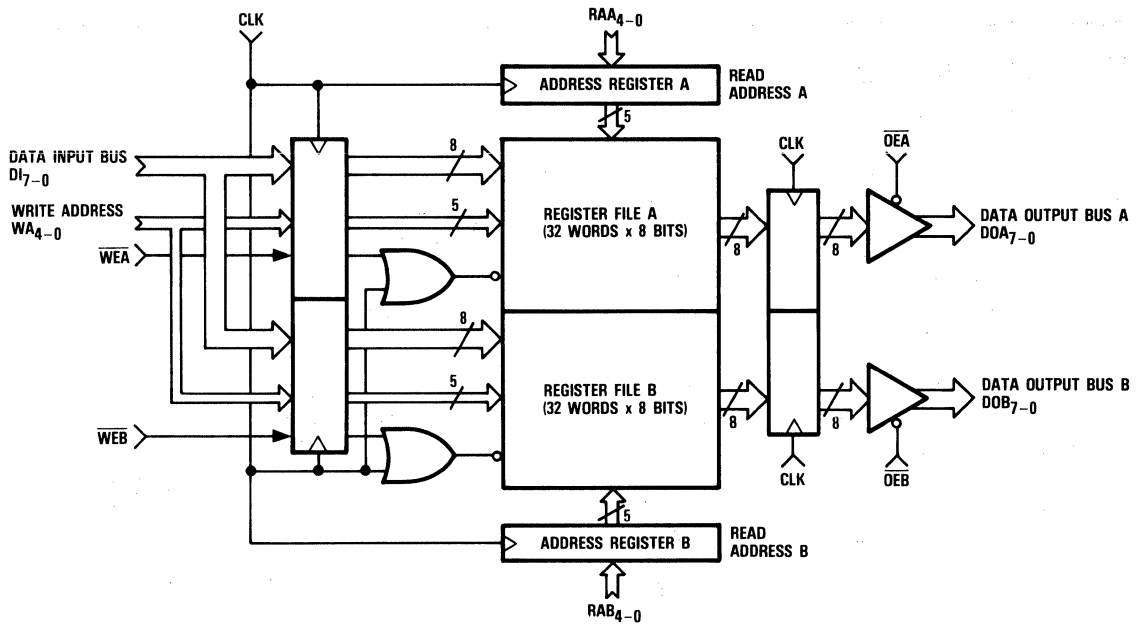 CLK
RAA4-0
ADDRESS REGISTER A
READ
ADDRESS A
5
DATA INPUT BUS
DI7-0
WRITE ADDRESS
WA4-0
WEA
WEB
8
5
8
5
REGISTER FILE A
(32 WORDS x 8 BITS)
REGISTER FILE B
(32 WORDS x 8 BITS)
8
8
CLK
CLK
8
8
OEA
OEB
DATA OUTPUT BUS A
DOA7-0
DATA OUTPUT BUS B
DOB7-0
5
ADDRESS REGISTER B
READ
ADDRESS B
RAB4-0